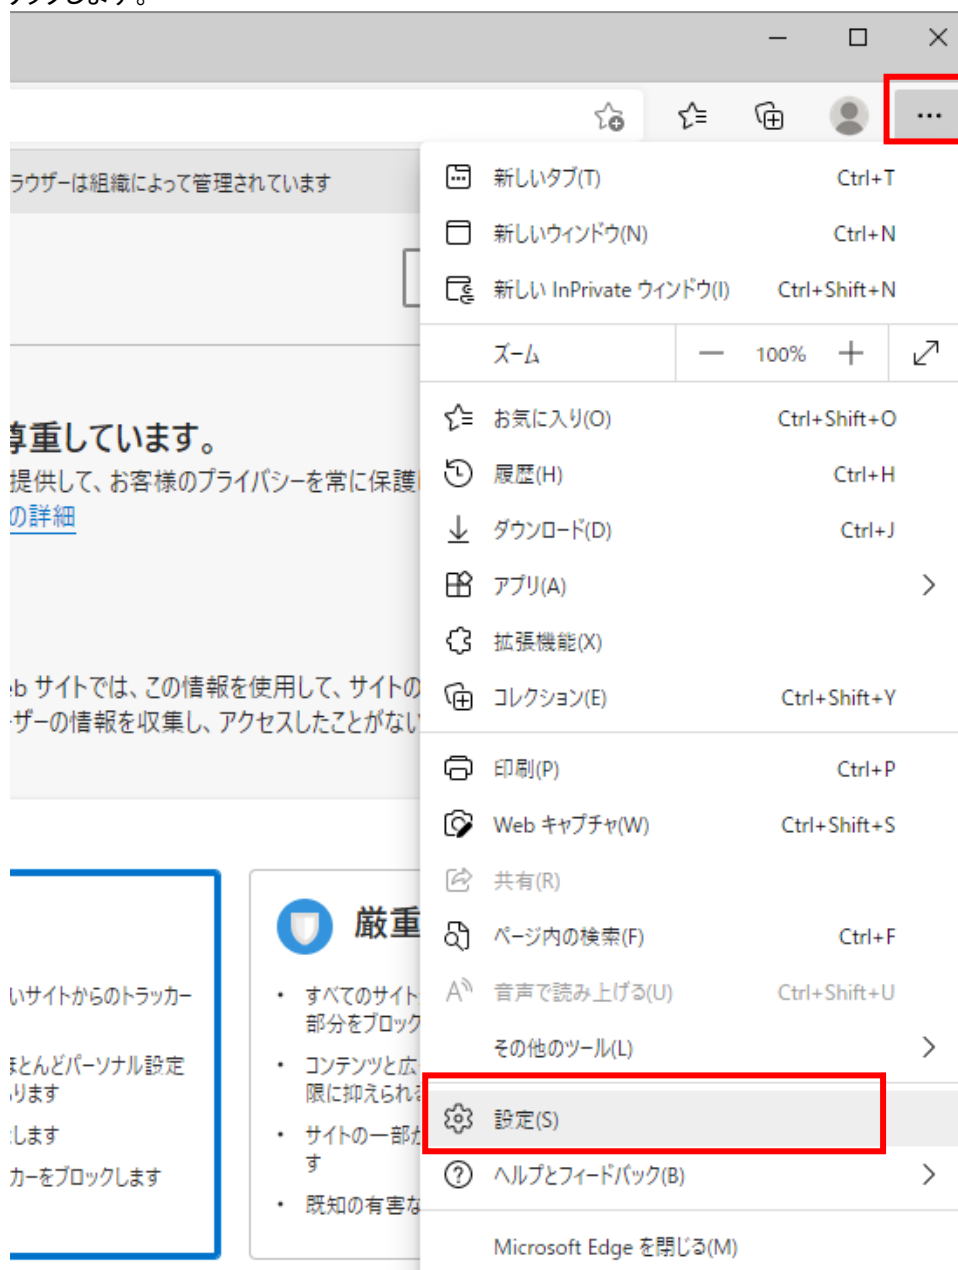 ックします。
ラウザーは組織によって管理されています
新しいタブ(T) Ctrl+T
新しいウィンドウ(N) Ctrl+N
新しい InPrivate ウィンドウ(I) Ctrl+Shift+N
ズーム 100%
お気に入り(O) Ctrl+Shift+O
履歴(H) Ctrl+H
ダウンロード(D) Ctrl+J
アプリ(A)
拡張機能(X)
コレクション(E) Ctrl+Shift+Y
印刷(P) Ctrl+P
Web キャプチャ(W) Ctrl+Shift+S
共有(R)
ページ内の検索(F) Ctrl+F
音声で読み上げる(U) Ctrl+Shift+U
その他のツール(L)
設定(S)
ヘルプとフィードバック(B)
Microsoft Edge を閉じる(M)
尊重しています。
提供して、お客様のプライバシーを常に保護
の詳細
eb サイトでは、この情報を使用して、サイトの
ーザーの情報を収集し、アクセスしたことがない
いサイトからのトラッカー
ほとんどパーソナル設定
ります
します
カーをブロックします
厳重
• すべてのサイト
部分をブロック
• コンテンツと広
限に抑えられ
• サイトの一部が
す
• 既知の有害な